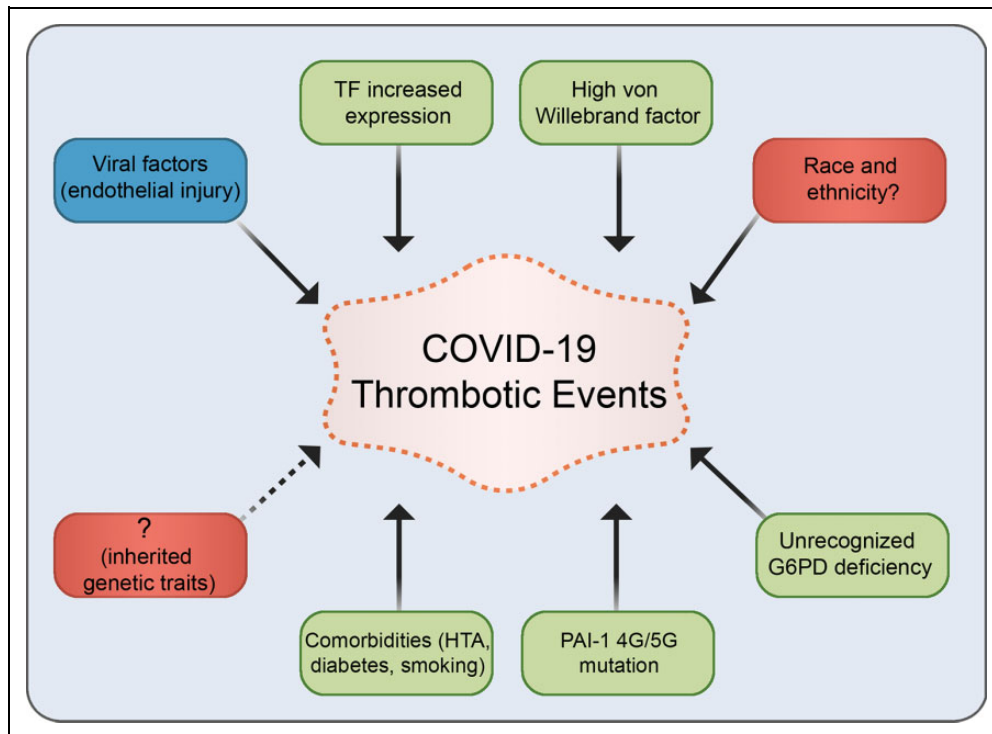 TF increased
expression
High von
Willebrand factor
Viral factors
(endothelial injury)
Race and
ethnicity?
COVID-19
Thrombotic Events
?
(inherited
genetic traits)
Unrecognized
G6PD deficiency
Comorbidities (HTA,
diabetes, smoking)
PAI-1 4G/5G
mutation